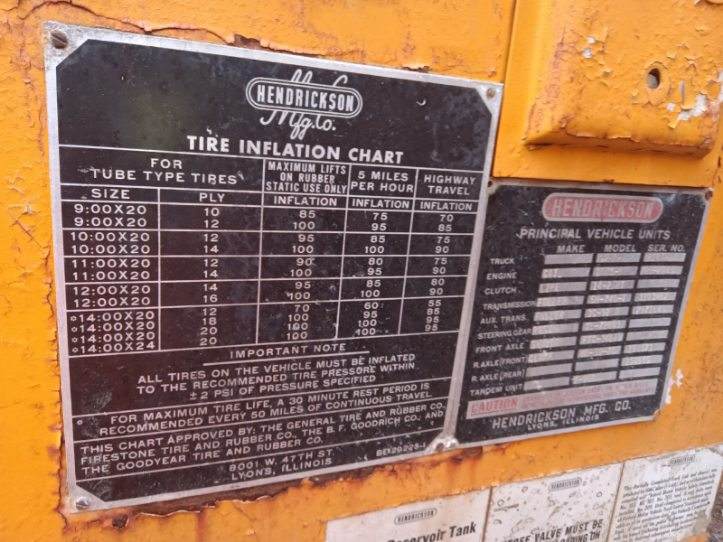 HENDRICKSON
Mfg. Co.
TIRE INFLATION CHART
FOR TUBE TYPE TIRES MAXIMUM LIFTS ON RUBBER STATIC USE ONLY 5 MILES PER HOUR HIGHWAY TRAVEL
SIZE PLY INFLATION INFLATION INFLATION
9:00X20 10 85 75 70
9:00X20 12 100 95 85
10:00X20 12 95 85 75
10:00X20 14 100 100 90
11:00X20 12 90 80 75
11:00X20 14 100 95 90
12:00X20 14 95 85 80
12:00X20 16 100 100 90
*14:00X20 12 70 60 55
*14:00X20 18 100 95 85
*14:00X20 20 100 100 95
*14:00X24 20 100 95 95
IMPORTANT NOTE
ALL TIRES ON THE VEHICLE MUST BE INFLATED
TO THE RECOMMENDED TIRE PRESSURE WITHIN
±2 PSI OF PRESSURE SPECIFIED
* FOR MAXIMUM TIRE LIFE, A 30 MINUTE REST PERIOD IS
RECOMMENDED EVERY 50 MILES OF CONTINUOUS TRAVEL
THIS CHART APPROVED BY: THE GENERAL TIRE AND RUBBER CO.
FIRESTONE TIRE AND RUBBER CO., THE B. F. GOODRICH CO. AND
THE GOODYEAR TIRE AND RUBBER CO.
8001 W. 47TH ST.
LYONS, ILLINOIS
HENDRICKSON
PRINCIPAL VEHICLE UNITS
MAKE MODEL SER. NO.
TRUCK
ENGINE
CLUTCH
TRANSMISSION
AUX. TRANS.
STEERING GEAR
FRONT AXLE
R. AXLE (FRONT)
R. AXLE (REAR)
TANDEM UNIT
CAUTION
HENDRICKSON MFG. CO.
LYONS, ILLINOIS
HENDRICKSON
Reservoir Tank
HENDRICKSON
VALVE MUST BE